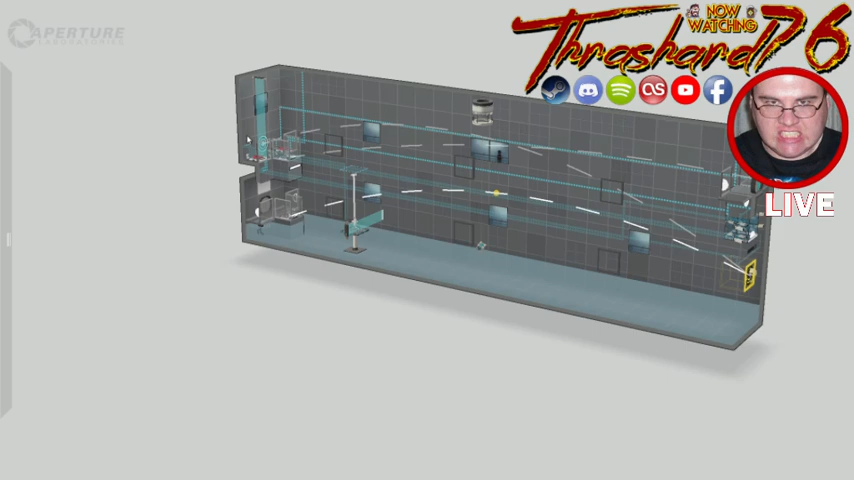 APERTURE
LABORATORIES
NOW
WATCHING
Thrashard76
LIVE